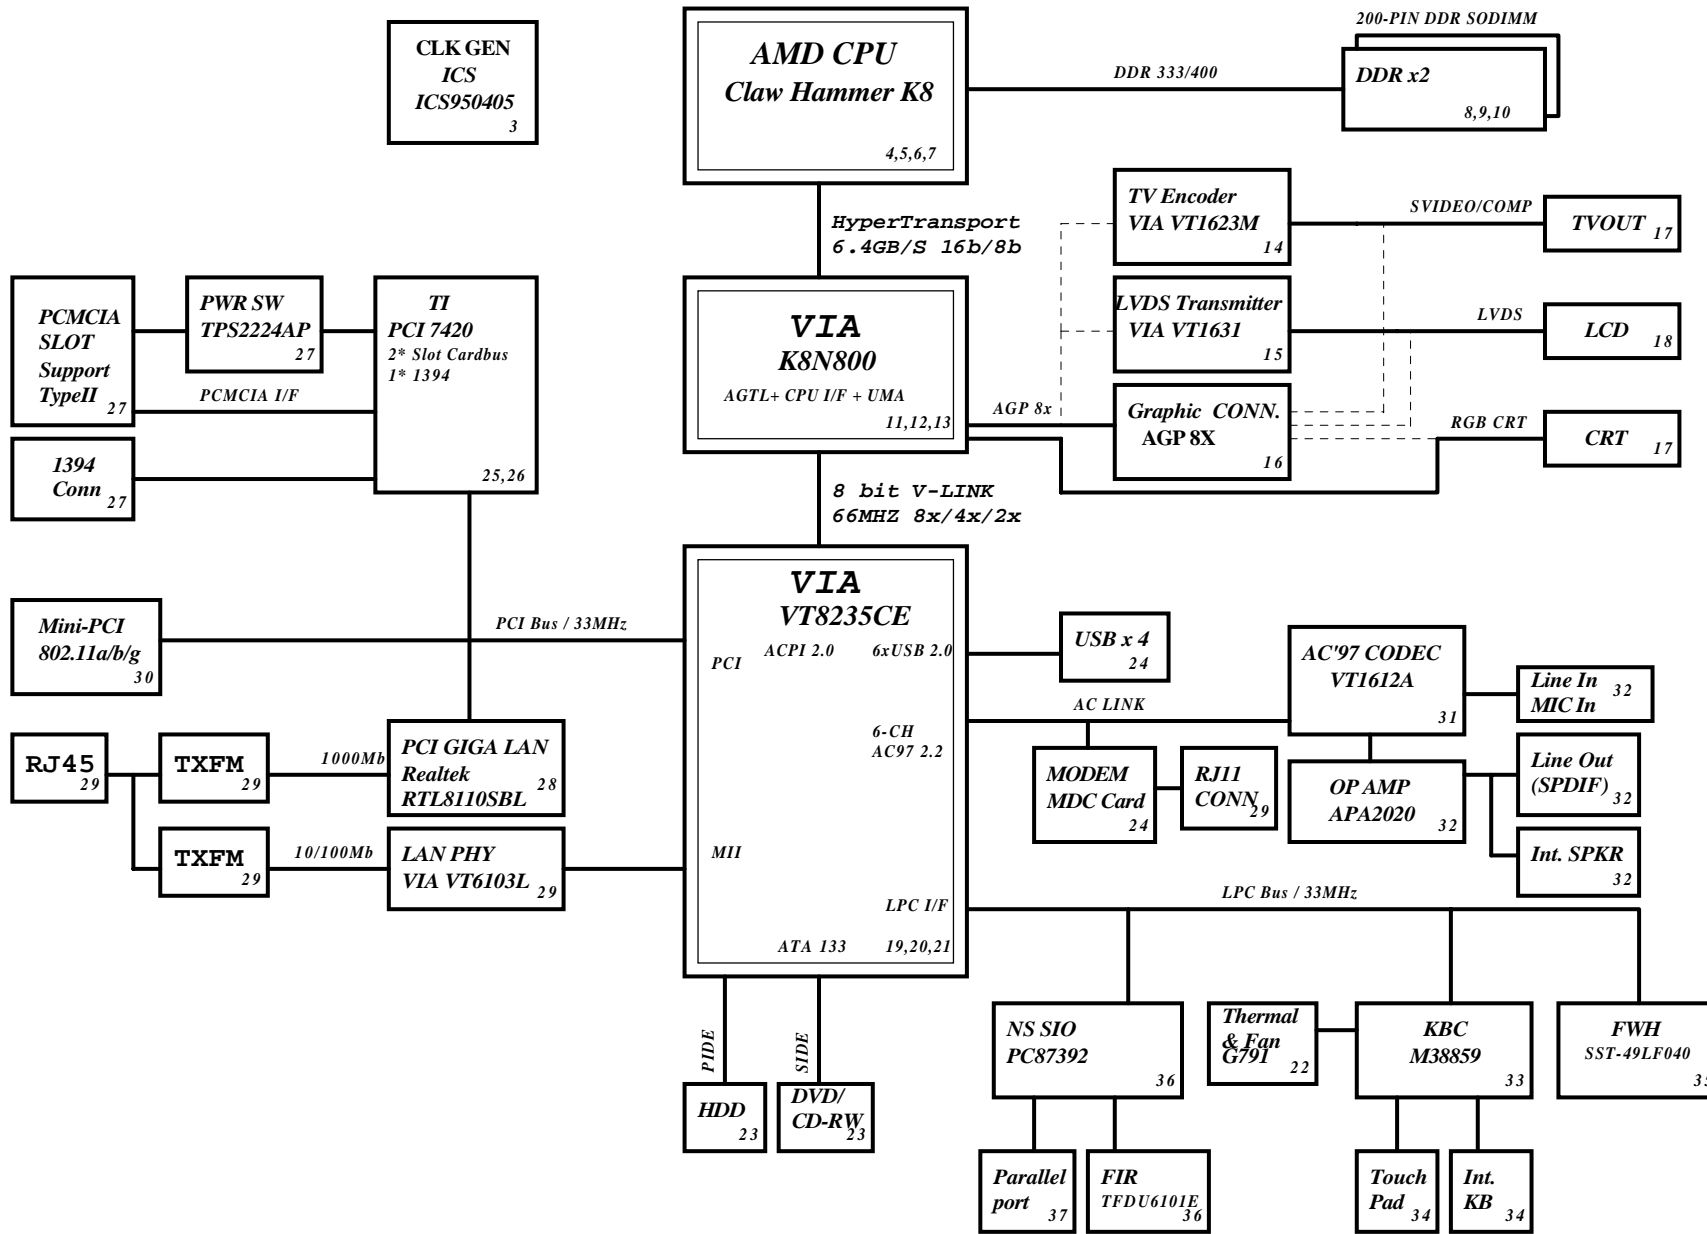 200-PIN DDR SODIMM
CLK GEN
ICS
ICS950405
3
AMD CPU
Claw Hammer K8
4,5,6,7
DDR 333/400
DDR x2
8,9,10
HyperTransport
6.4GB/S 16b/8b
TV Encoder
VIA VT1623M
14
SVIDEO/COMP
TVOUT
17
PCMCIA
SLOT
Support
TypeII
27
PWR SW
TPS2224AP
27
PCMCIA I/F
TI
PCI 7420
2* Slot Cardbus
1* 1394
25,26
1394
Conn
27
VIA
K8N800
AGTL+ CPU I/F + UMA
11,12,13
AGP 8x
LVDS Transmitter
VIA VT1631
15
LVDS
LCD
18
Graphic CONN.
AGP 8X
16
RGB CRT
CRT
17
8 bit V-LINK
66MHZ 8x/4x/2x
Mini-PCI
802.11a/b/g
30
PCI Bus / 33MHz
VIA
VT8235CE
PCI
ACPI 2.0
6xUSB 2.0
6-CH
AC97 2.2
MII
LPC I/F
ATA 133
19,20,21
USB x 4
24
AC LINK
AC'97 CODEC
VT1612A
31
Line In
MIC In
32
RJ45
29
TXFM
29
1000Mb
PCI GIGA LAN
Realtek
RTL8110SBL
28
MODEM
MDC Card
24
RJ11
CONN
29
OP AMP
APA2020
32
Line Out
(SPDIF)
32
Int. SPKR
32
TXFM
29
10/100Mb
LAN PHY
VIA VT6103L
29
LPC Bus / 33MHz
PIDE
SIDE
HDD
23
DVD/
CD-RW
23
NS SIO
PC87392
36
Thermal
& Fan
G791
22
KBC
M38859
33
FWH
SST-49LF040
Parallel
port
37
FIR
TFDU6101E
36
Touch
Pad
34
Int.
KB
34